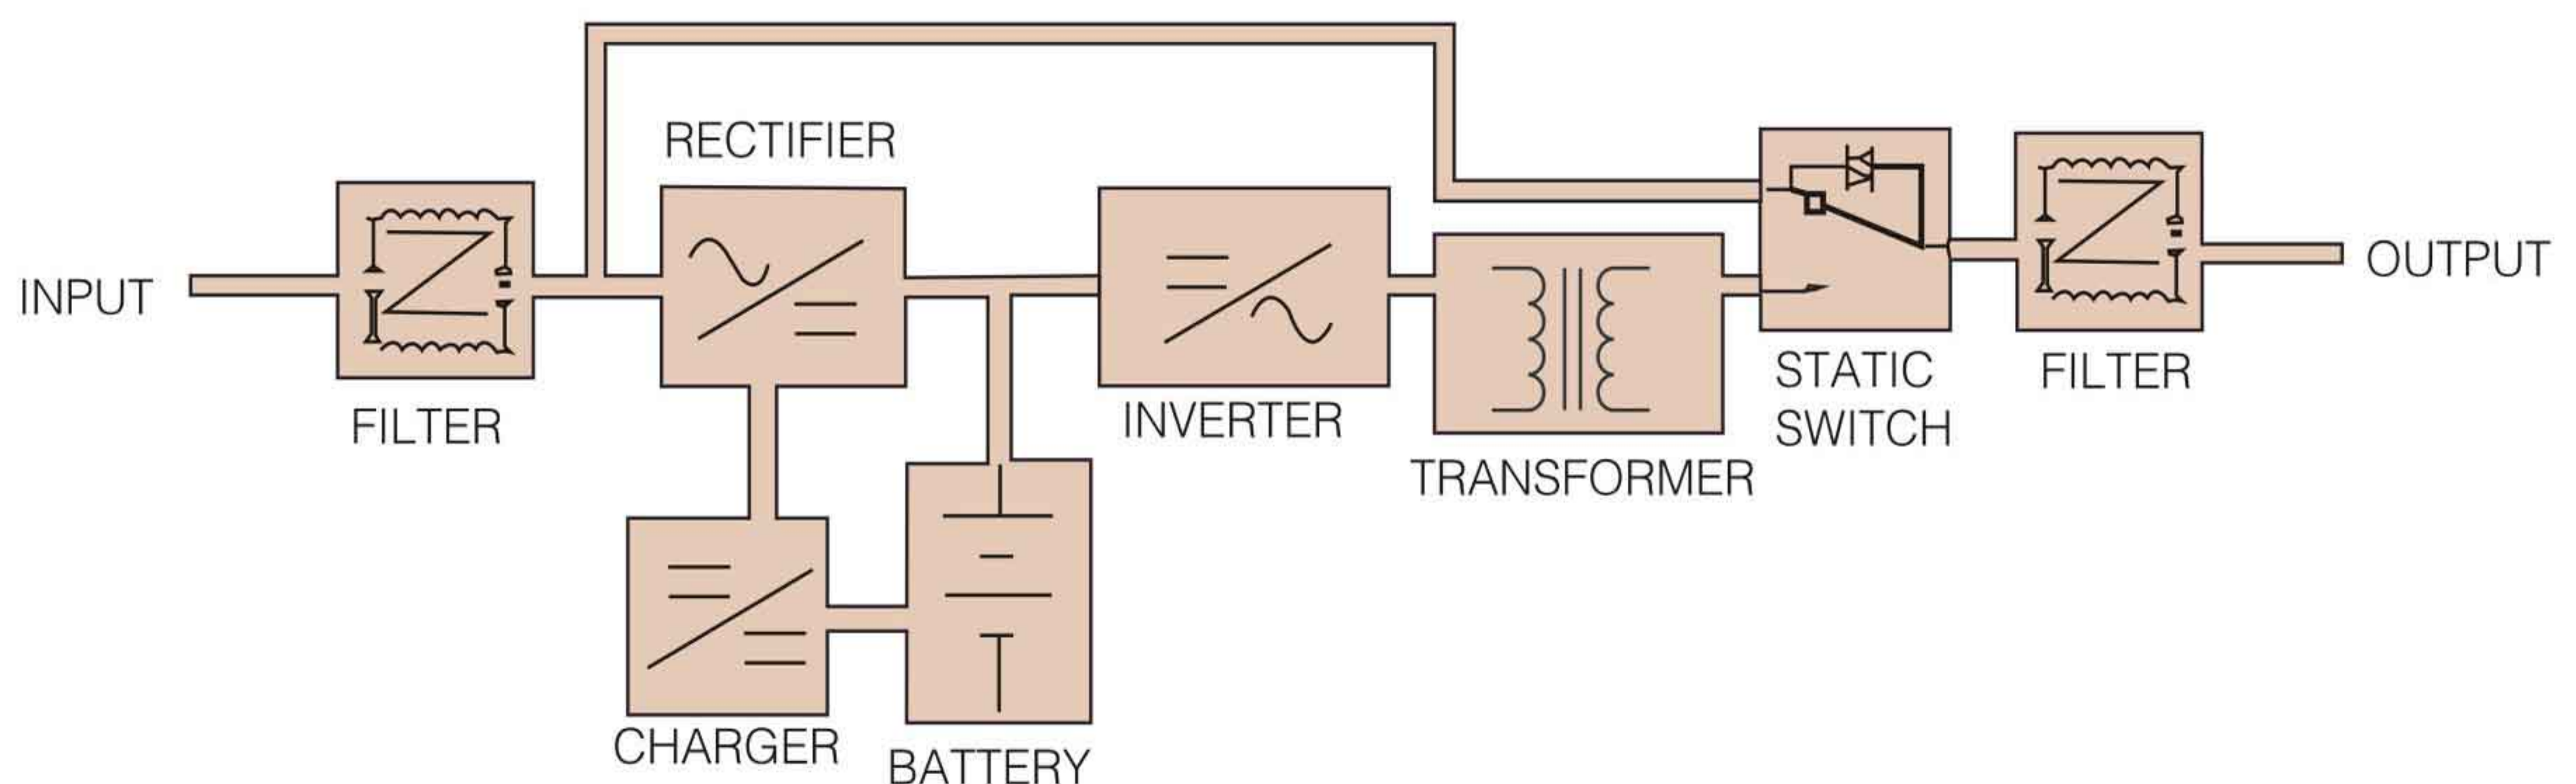 RECTIFIER
INPUT
OUTPUT
FILTER
INVERTER
TRANSFORMER
STATIC
SWITCH
FILTER
CHARGER
BATTERY